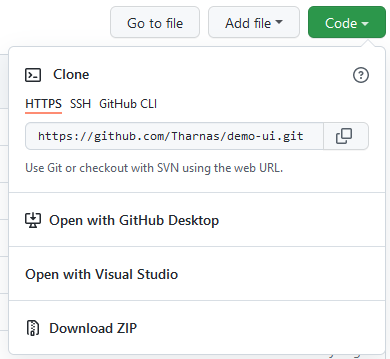 Go to file Add file Code
Clone
HTTPS SSH GitHub CLI
https://github.com/Tharnas/demo-ui.git
Use Git or checkout with SVN using the web URL.
Open with GitHub Desktop
Open with Visual Studio
Download ZIP